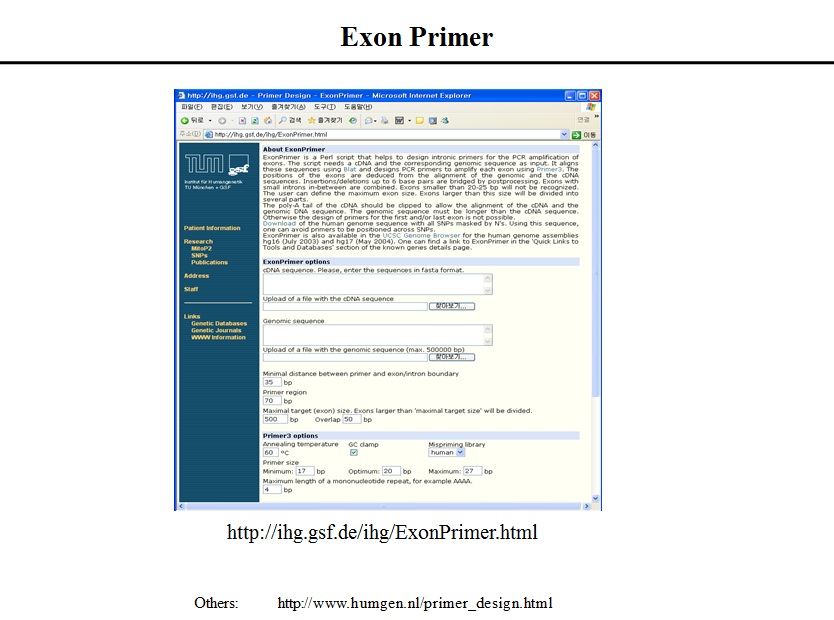 Exon Primer
http://ihg.gsf.de - Primer Design - ExonPrimer - Microsoft Internet Explorer
파일(F) 편집(E) 보기(V) 즐겨찾기(A) 도구(T) 도움말(H)
뒤로 검색 즐겨찾기 연결 »
주소(D) http://ihg.gsf.de/ihg/ExonPrimer.html 이동
TUM gsf
Institut für Humangenetik
TU München + GSF
Patient Information
Research
MitoP2
SNPs
Publications
Address
Staff
Links
Genetic Databases
Genetic Journals
WWW Information
About ExonPrimer
ExonPrimer is a Perl script that helps to design intronic primers for the PCR amplification of
exons. The script needs a cDNA and the corresponding genomic sequence as input. It aligns
these sequences using Blat and designs PCR primers to amplify each exon using Primer3. The
positions of the exons are deduced from the alignment of the genomic and the cDNA
sequences. Insertions/deletions up to 6 base pairs are bridged by postprocessing. Exons with
small introns in-between are combined. Exons smaller than 20-25 bp will not be recognized.
The user can define the maximum exon size. Exons larger than this size will be divided into
several parts.
The poly-A tail of the cDNA should be clipped to allow the alignment of the cDNA and the
genomic DNA sequence. The genomic sequence must be longer than the cDNA sequence.
Otherwise the design of primers for the first and/or last exon is not possible.
Download of the human genome sequence with all SNPs masked by N's. Using this sequence,
one can avoid primers to be positioned across SNPs.
ExonPrimer is also available in the UCSC Genome Browser for the human genome assemblies
hg16 (July 2003) and hg17 (May 2004). One can find a link to ExonPrimer in the 'Quick Links to
Tools and Databases' section of the known genes details page.
ExonPrimer options
cDNA sequence. Please, enter the sequences in fasta format.
Upload of a file with the cDNA sequence
찾아보기...
Genomic sequence
Upload of a file with the genomic sequence (max. 500000 bp)
찾아보기...
Minimal distance between primer and exon/intron boundary
35 bp
Primer region
70 bp
Maximal target (exon) size. Exons larger than 'maximal target size' will be divided.
500 bp Overlap 50 bp
Primer3 options
Annealing temperature GC clamp Mispriming library
60 °C human
Primer size
Minimum: 17 bp Optimum: 20 bp Maximum: 27 bp
Maximum length of a mononucleotide repeat, for example AAAA.
4 bp
http://ihg.gsf.de/ihg/ExonPrimer.html
Others: http://www.humgen.nl/primer_design.html